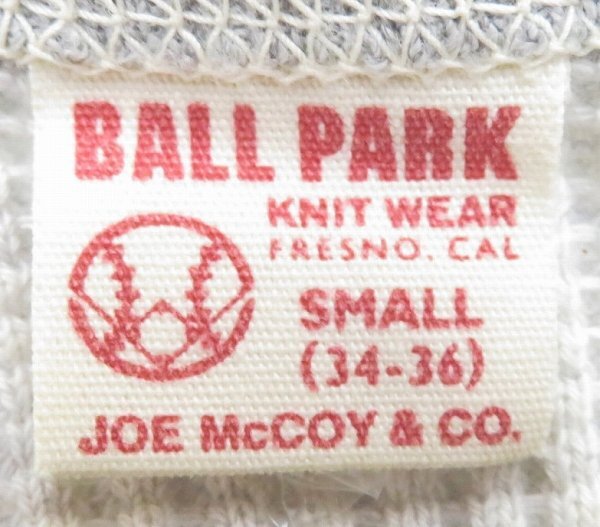 BALL PARK
KNIT WEAR
FRESNO. CAL
SMALL
(34-36)
JOE McCOY & CO.